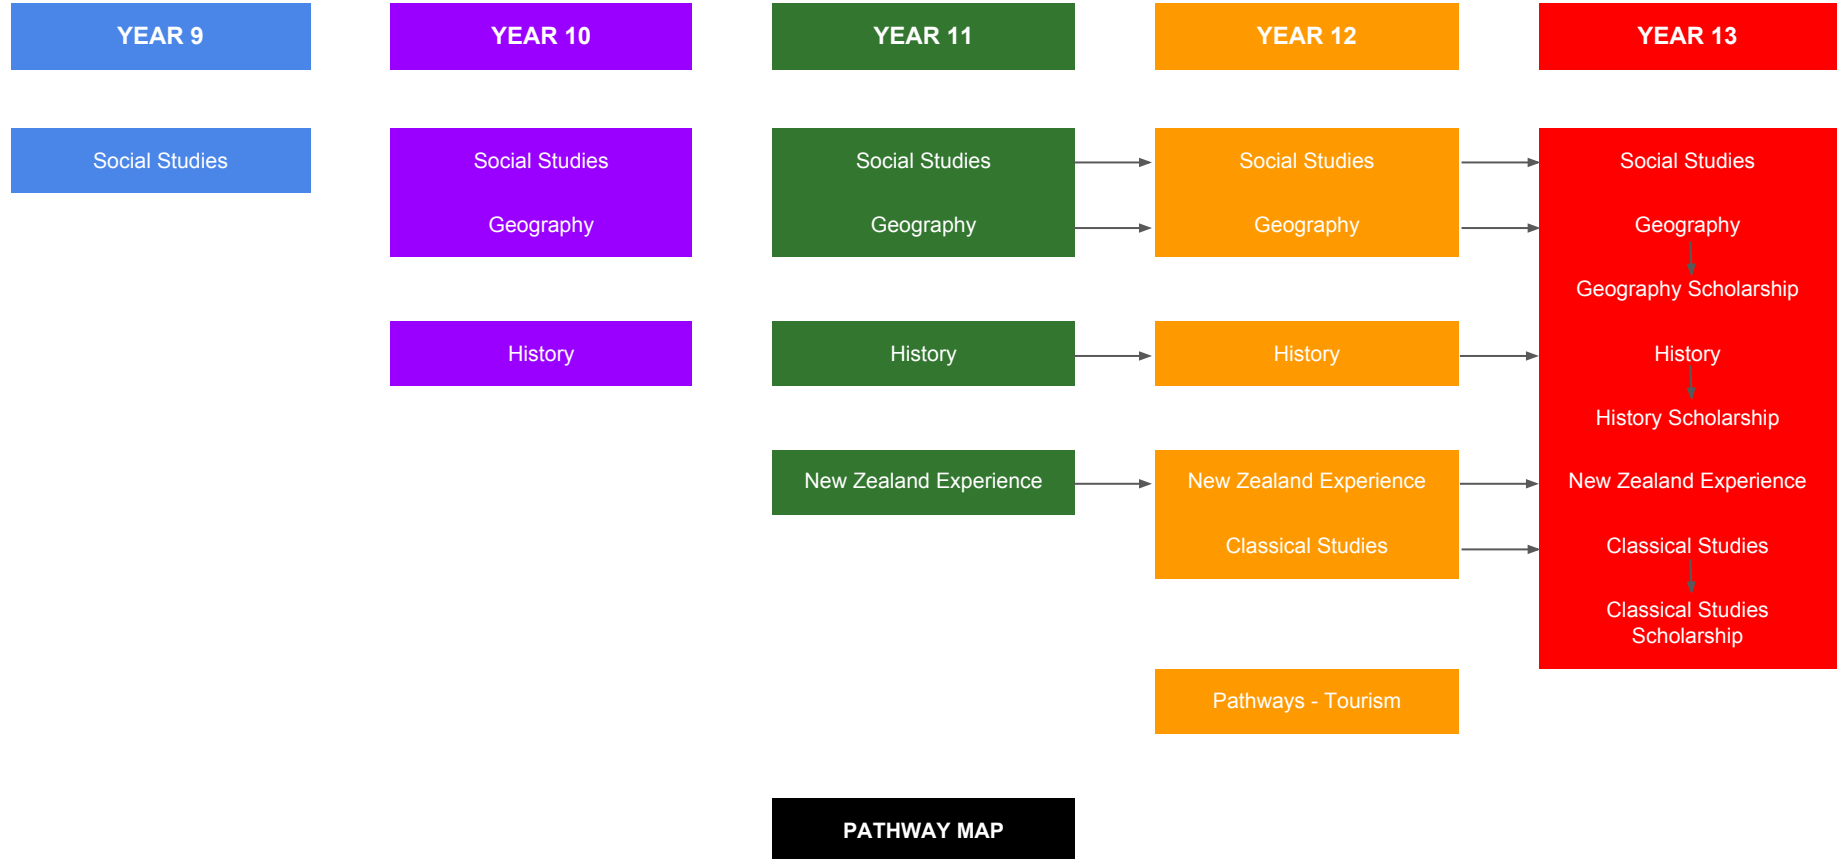 YEAR 9
YEAR 10
YEAR 11
YEAR 12
YEAR 13
Social Studies
Social Studies
Social Studies
Social Studies
Social Studies
Geography
Geography
Geography
Geography
Geography Scholarship
History
History
History
History
History Scholarship
New Zealand Experience
New Zealand Experience
New Zealand Experience
Classical Studies
Classical Studies
Classical Studies
Scholarship
Pathways - Tourism
PATHWAY MAP